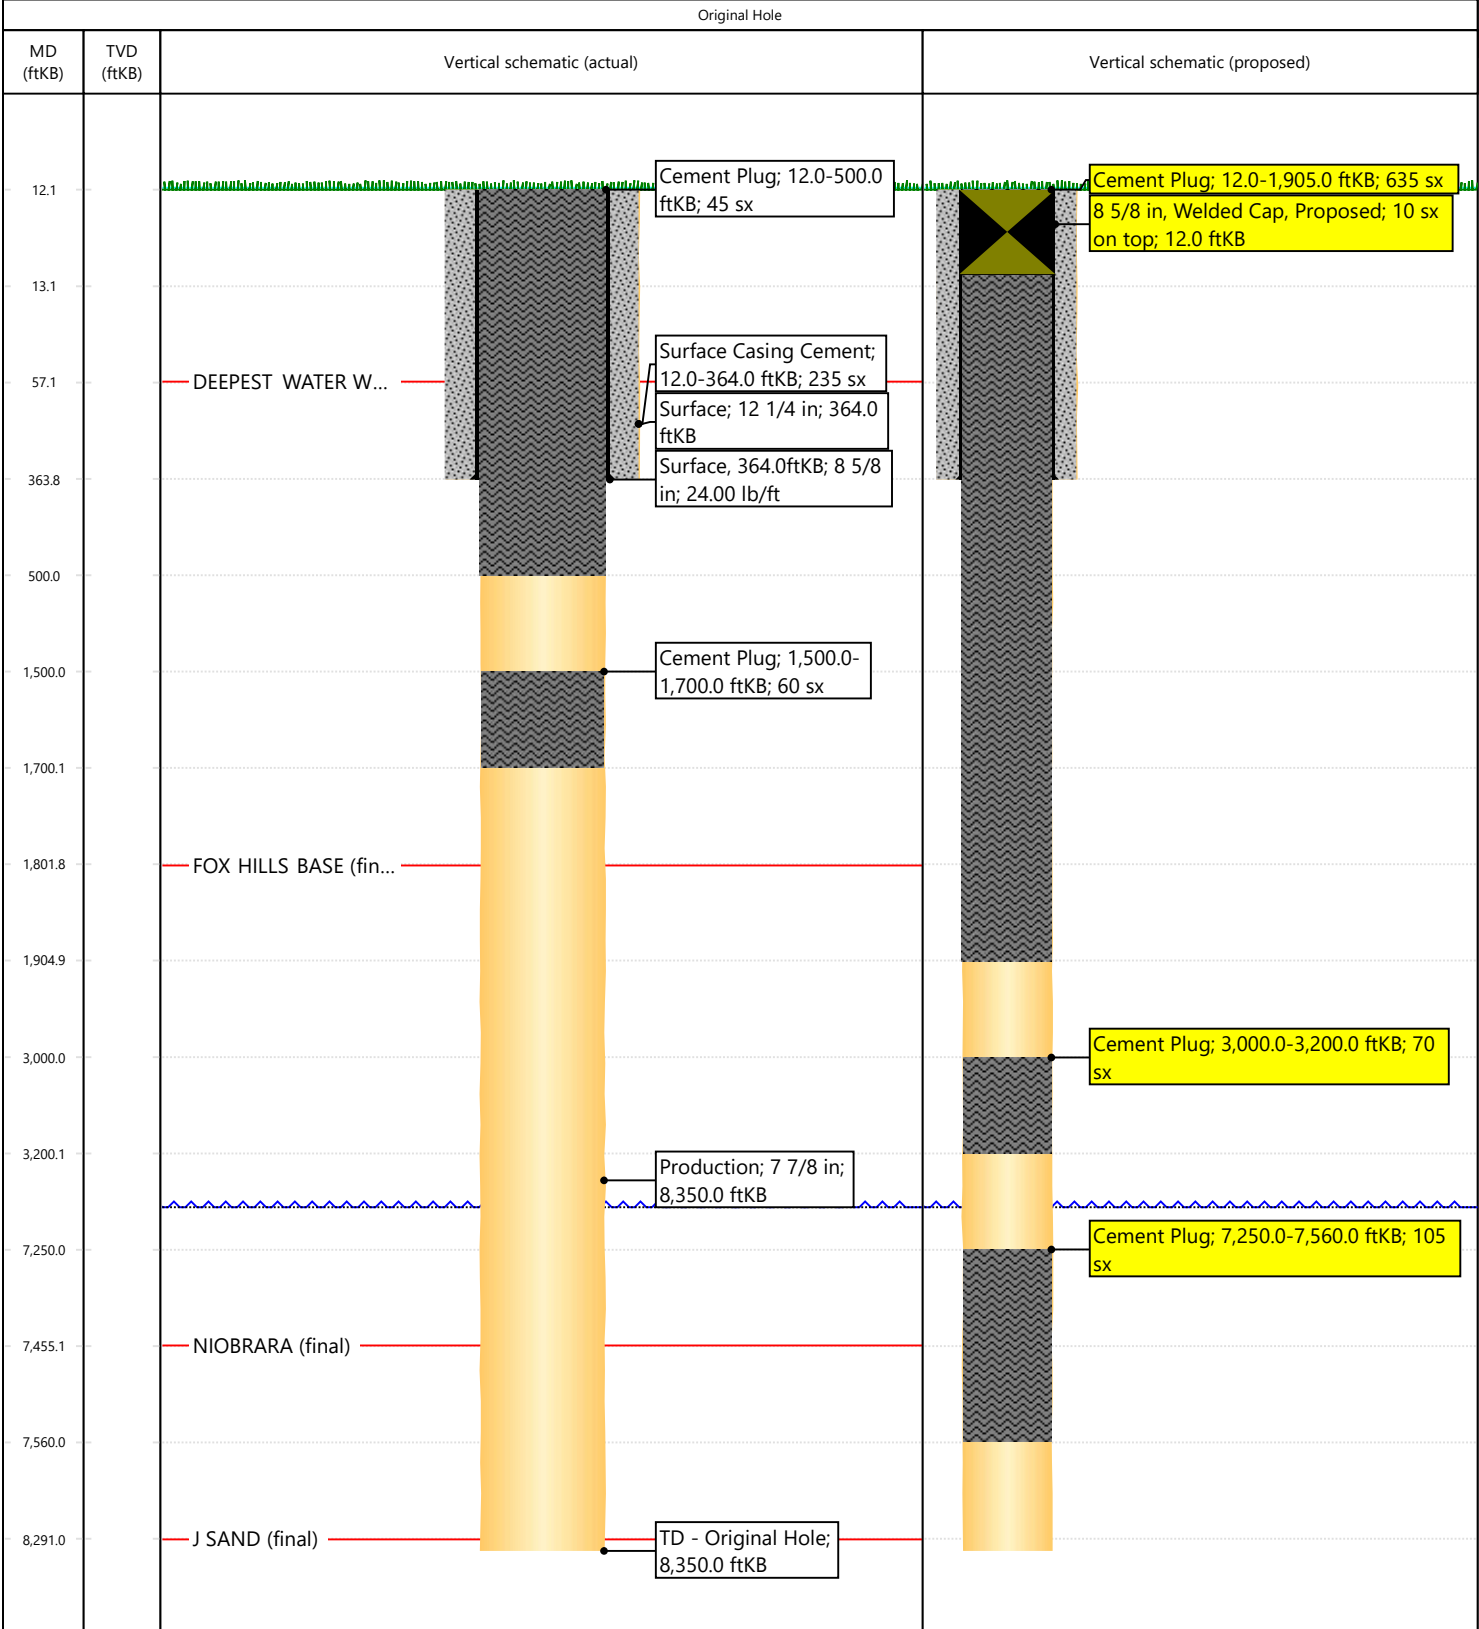 Original Hole
MD
(ftKB)
TVD
(ftKB)
Vertical schematic (actual)
Vertical schematic (proposed)
12.1
13.1
57.1
363.8
500.0
1,500.0
1,700.1
1,801.8
1,904.9
3,000.0
3,200.1
7,250.0
7,455.1
7,560.0
8,291.0
DEEPEST WATER W...
FOX HILLS BASE (fin...
NIOBRARA (final)
J SAND (final)
Cement Plug; 12.0-500.0
ftKB; 45 sx
Surface Casing Cement;
12.0-364.0 ftKB; 235 sx
Surface; 12 1/4 in; 364.0
ftKB
Surface, 364.0ftKB; 8 5/8
in; 24.00 lb/ft
Cement Plug; 1,500.0-
1,700.0 ftKB; 60 sx
Production; 7 7/8 in;
8,350.0 ftKB
TD - Original Hole;
8,350.0 ftKB
Cement Plug; 12.0-1,905.0 ftKB; 635 sx
8 5/8 in, Welded Cap, Proposed; 10 sx
on top; 12.0 ftKB
Cement Plug; 3,000.0-3,200.0 ftKB; 70
sx
Cement Plug; 7,250.0-7,560.0 ftKB; 105
sx